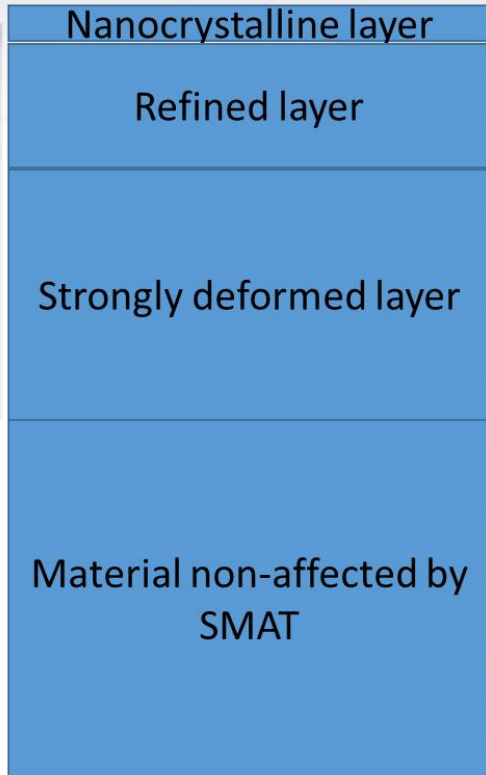 Nanocrystalline layer
Refined layer
Strongly deformed layer
Material non-affected by
SMAT